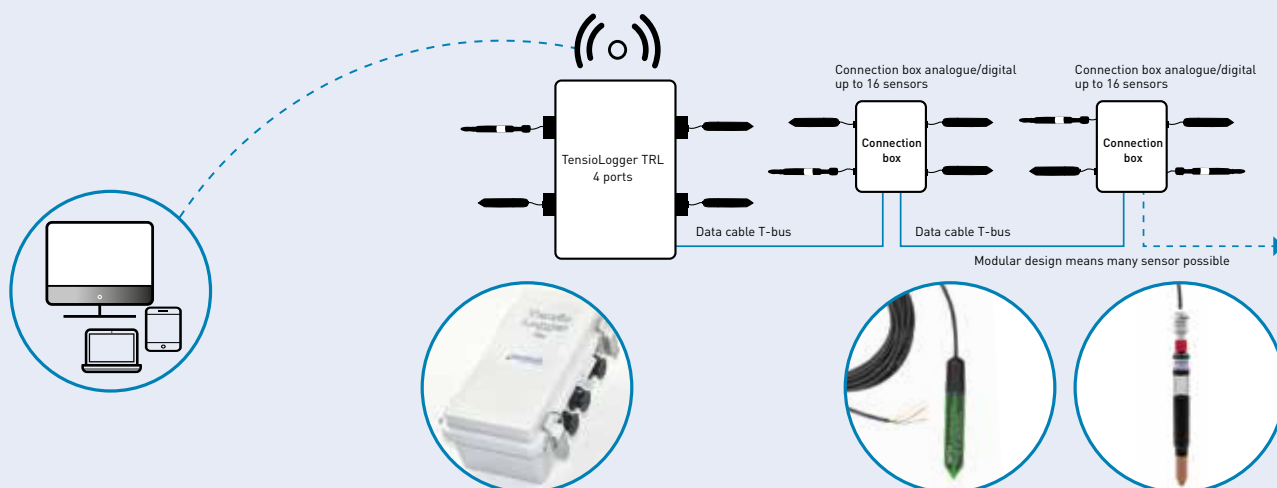 Connection box analogue/digital
up to 16 sensors
Connection box analogue/digital
up to 16 sensors
TensioLogger TRL
4 ports
Connection
box
Connection
box
Data cable T-bus
Data cable T-bus
Modular design means many sensor possible
Logger